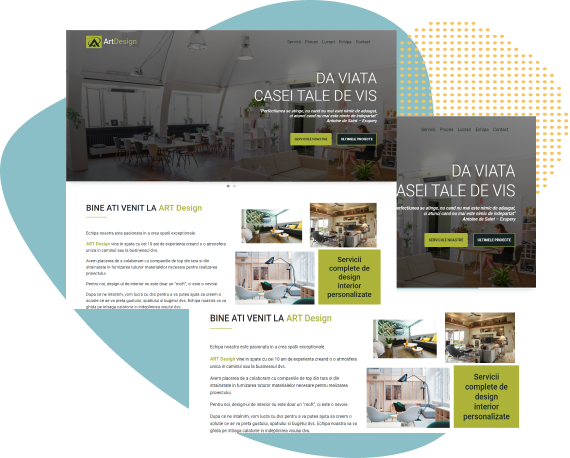 ArtDesign
Servicii Proces Lucrari Echipa Contact
DA VIATA
CASEI TALE DE VIS
"Perfectiunea se atinge, nu cand nu mai este nimic de adaugat,
ci atunci cand nu mai este nimic de indepartat"
Antoine de Saint – Exupery
SERVICIILE NOASTRE
ULTIMELE PROIECTE
BINE ATI VENIT LA ART Design
Echipa noastra este pasionata in a crea spatii exceptionale.
ART Design vine in spate cu cei 10 ani de experienta creand o o atmosfera
unica in caminul sau la businessul dvs.
Avem placerea de a colabora cu companiile de top din tara si din
strainatate in furnizarea tuturor materialelor necesare pentru realizarea
proiectului.
Pentru noi, design-ul de interior nu este doar un "moft", ci este o nevoie.
Dupa ce ne intalnim, vom lucra cu dvs pentru a va putea ajuta sa creem o
solutie ce se va preta gustului, spatiului si bugetul dvs. Echipa noastra va va
ghida pe intreaga calatorie in indeplinirea visului dvs.
Servicii
complete de
design
interior
personalizate
Servicii Proces Lucrari Echipa Contact
DA VIATA
CASEI TALE DE VIS
Perfectiunea se atinge, nu cand nu mai este nimic de adaugat,
ci atunci cand nu mai este nimic de indepartat"
Antoine de Saint – Exupery
SERVICIILE NOASTRE
ULTIMELE PROIECTE
BINE ATI VENIT LA ART Design
Echipa noastra este pasionata in a crea spatii exceptionale.
ART Design vine in spate cu cei 10 ani de experienta creand o o atmosfera
unica in caminul sau la businessul dvs.
Avem placerea de a colabora cu companiile de top din tara si din
strainatate in furnizarea tuturor materialelor necesare pentru realizarea
proiectului.
Pentru noi, design-ul de interior nu este doar un "moft", ci este o nevoie.
Dupa ce ne intalnim, vom lucra cu dvs pentru a va putea ajuta sa creem o
solutie ce se va preta gustului, spatiului si bugetul dvs. Echipa noastra va va
ghida pe intreaga calatorie in indeplinirea visului dvs.
Servicii
complete de
design
interior
personalizate